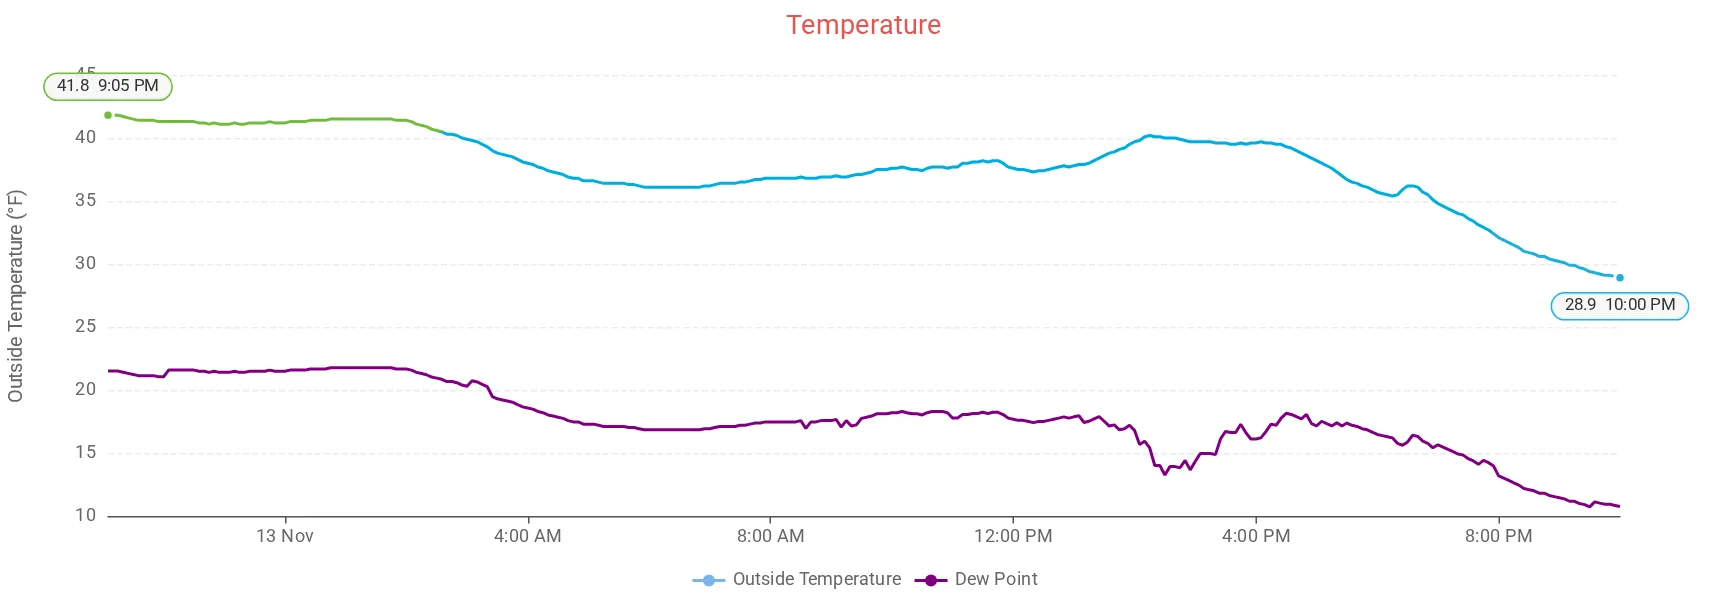 Temperature
45
41.8 9:05 PM
40
35
30
25
20
15
10
Outside Temperature (°F)
28.9 10:00 PM
13 Nov
4:00 AM
8:00 AM
12:00 PM
4:00 PM
8:00 PM
Outside Temperature
Dew Point